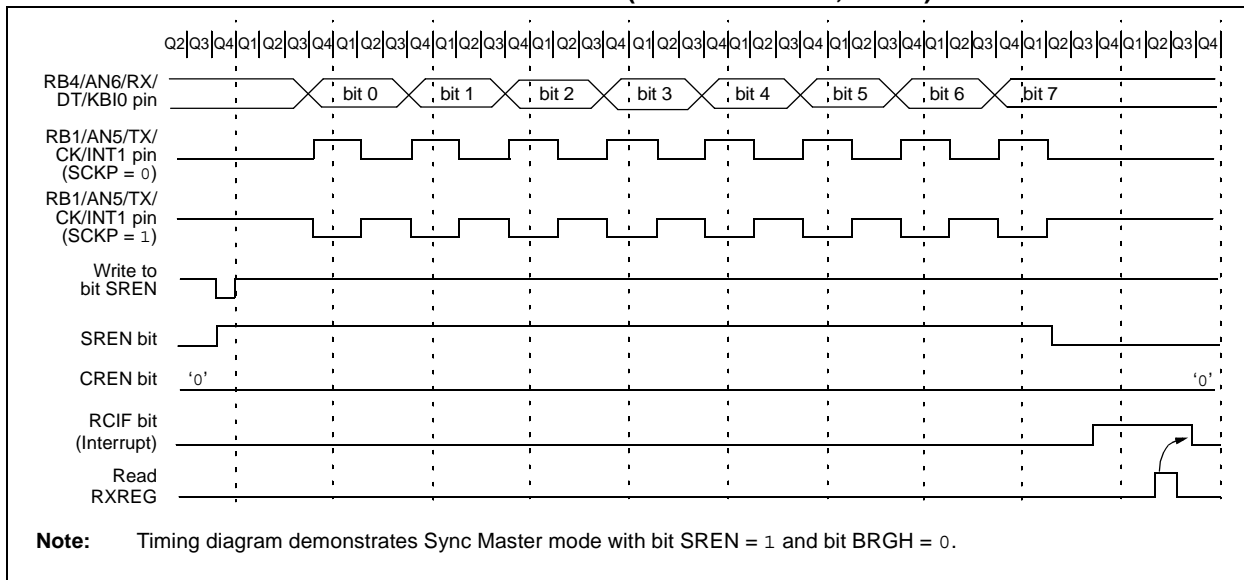 Q2 Q3 Q4 Q1 Q2 Q3 Q4 Q1 Q2 Q3 Q4 Q1 Q2 Q3 Q4 Q1 Q2 Q3 Q4 Q1 Q2 Q3 Q4 Q1 Q2 Q3 Q4 Q1 Q2 Q3 Q4 Q1 Q2 Q3 Q4 Q1 Q2 Q3 Q4 Q1 Q2 Q3 Q4
RB4/AN6/RX/
DT/KBI0 pin
bit 0 bit 1 bit 2 bit 3 bit 4 bit 5 bit 6 bit 7
RB1/AN5/TX/
CK/INT1 pin
(SCKP = 0)
RB1/AN5/TX/
CK/INT1 pin
(SCKP = 1)
Write to
bit SREN
SREN bit
CREN bit ‘0’ ‘0’
RCIF bit
(Interrupt)
Read
RXREG
Note: Timing diagram demonstrates Sync Master mode with bit SREN = 1 and bit BRGH = 0.